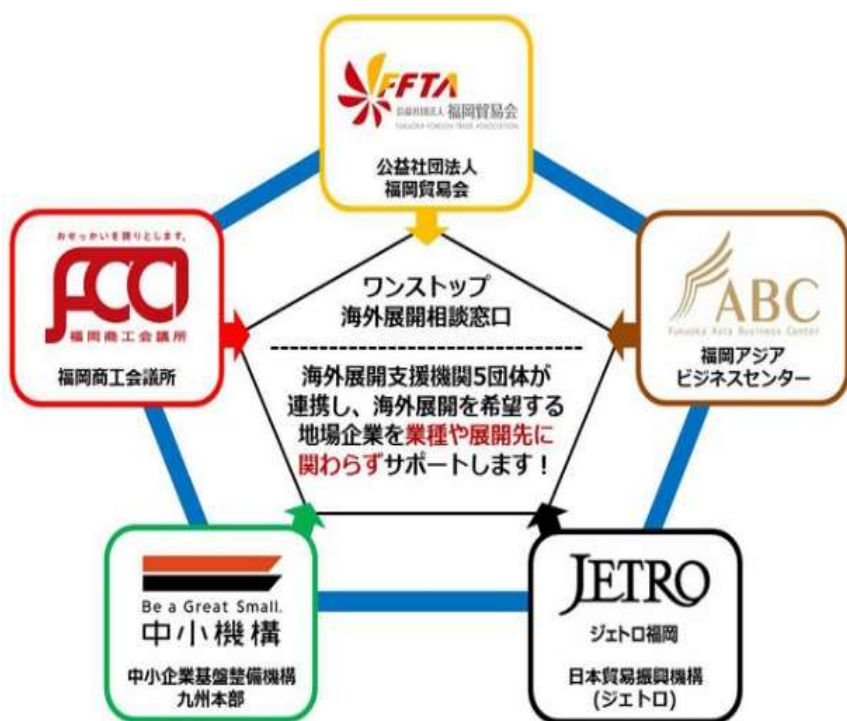 FFTA
公益社団法人 福岡貿易会
FUKUOKA FOREIGN TRADE ASSOCIATION
公益社団法人
福岡貿易会
おせっかいを誇りとします。
fcci
福岡商工会議所
福岡商工会議所
ワンストップ
海外展開相談窓口
海外展開支援機関5団体が
連携し、海外展開を希望する
地場企業を業種や展開先に
関わらずサポートします！
ABC
Fukuoka Asia Business Center
福岡アジア
ビジネスセンター
Be a Great Small.
中小機構
中小企業基盤整備機構
九州本部
JETRO
ジェトロ福岡
日本貿易振興機構
(ジェトロ)